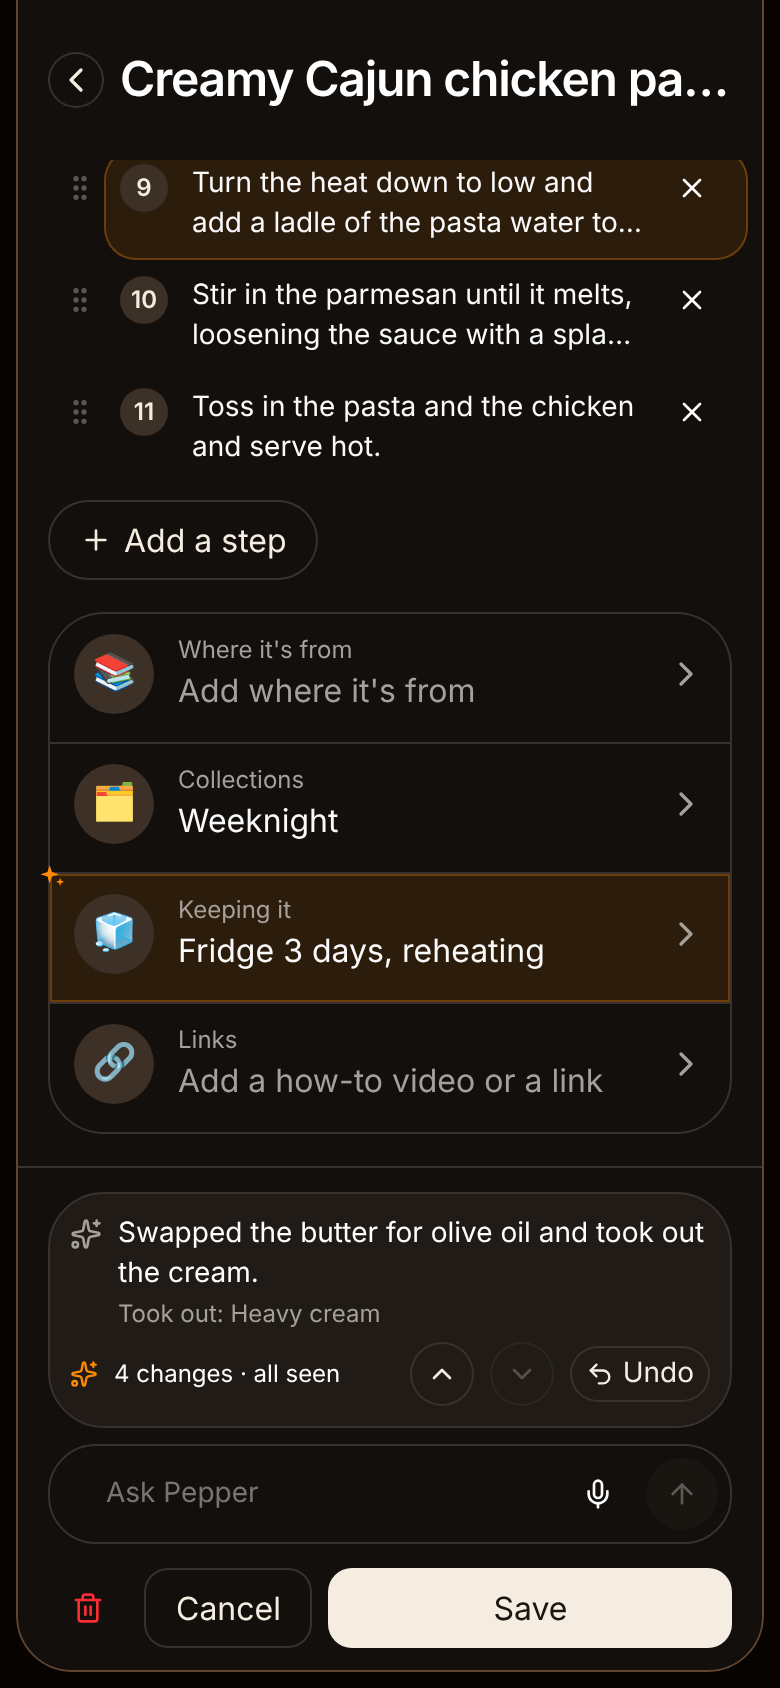 Creamy Cajun chicken pa...
9
Turn the heat down to low and
add a ladle of the pasta water to...
10
Stir in the parmesan until it melts,
loosening the sauce with a spla...
11
Toss in the pasta and the chicken
and serve hot.
Add a step
Where it's from
Add where it's from
Collections
Weeknight
Keeping it
Fridge 3 days, reheating
Links
Add a how-to video or a link
Swapped the butter for olive oil and took out
the cream.
Took out: Heavy cream
4 changes · all seen
Undo
Ask Pepper
Cancel
Save